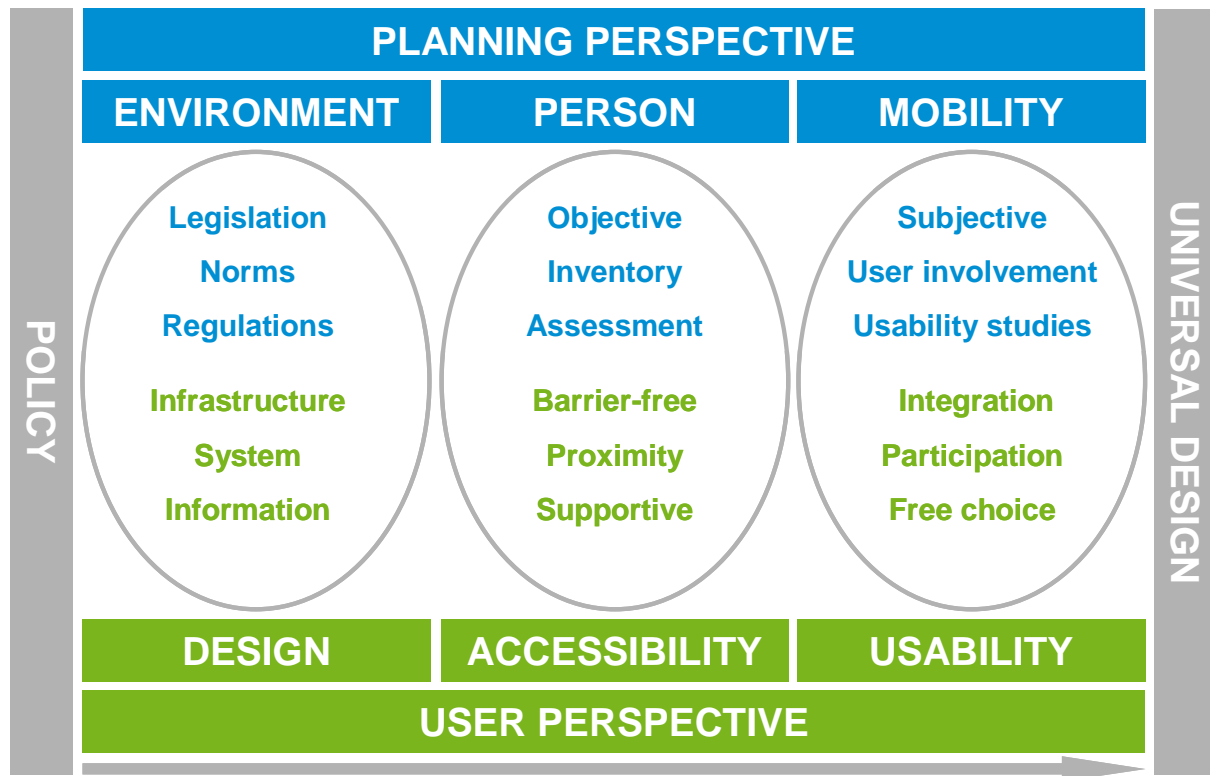 PLANNING PERSPECTIVE
ENVIRONMENT
PERSON
MOBILITY
POLICY
Legislation
Norms
Regulations
Infrastructure
System
Information
Objective
Inventory
Assessment
Barrier-free
Proximity
Supportive
Subjective
User involvement
Usability studies
Integration
Participation
Free choice
UNIVERSAL DESIGN
DESIGN
ACCESSIBILITY
USABILITY
USER PERSPECTIVE